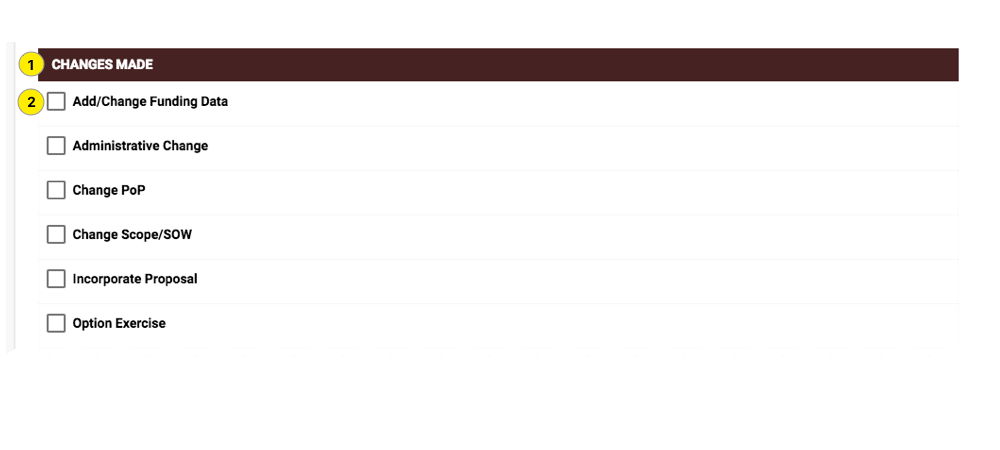 1 CHANGES MADE
2 Add/Change Funding Data
Administrative Change
Change PoP
Change Scope/SOW
Incorporate Proposal
Option Exercise